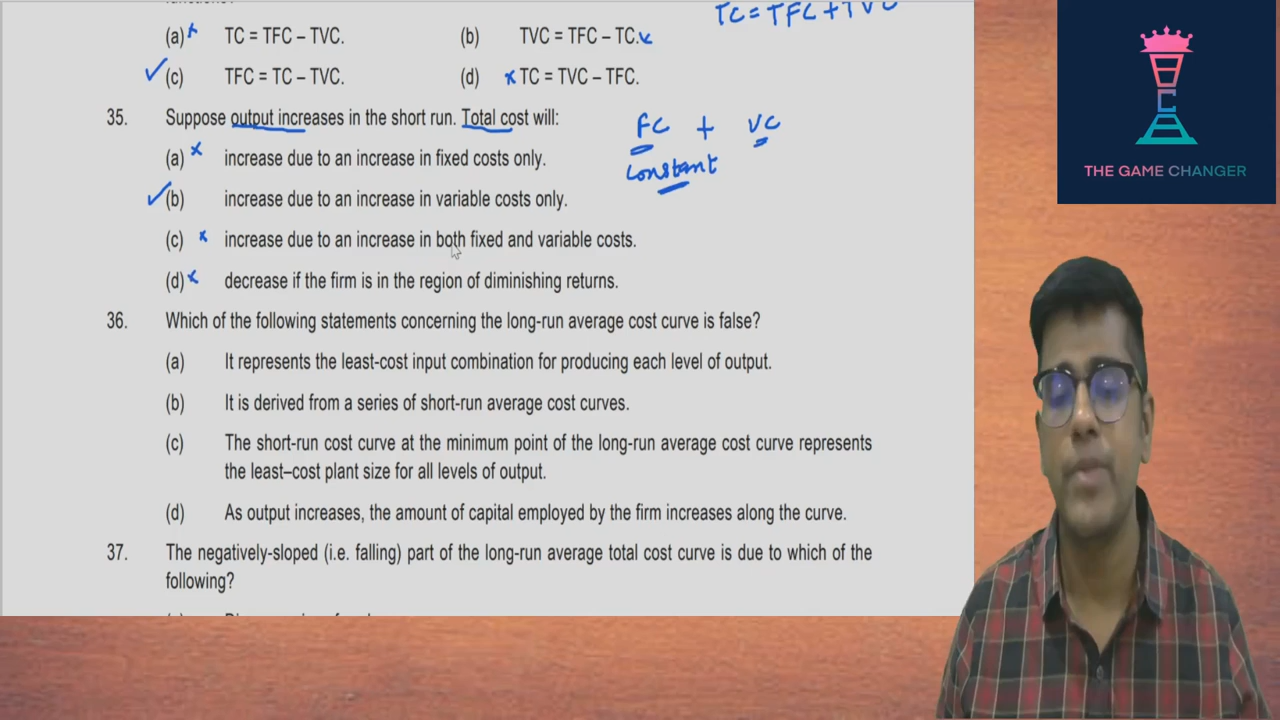 TC = TFC + TVC
(a) x TC = TFC – TVC. (b) TVC = TFC – TC.
✓ (c) TFC = TC – TVC. (d) x TC = TVC – TFC.
35. Suppose output increases in the short run. Total cost will:
FC + VC
constant
(a) x increase due to an increase in fixed costs only.
✓ (b) increase due to an increase in variable costs only.
(c) x increase due to an increase in both fixed and variable costs.
(d) x decrease if the firm is in the region of diminishing returns.
36. Which of the following statements concerning the long-run average cost curve is false?
(a) It represents the least-cost input combination for producing each level of output.
(b) It is derived from a series of short-run average cost curves.
(c) The short-run cost curve at the minimum point of the long-run average cost curve represents
the least–cost plant size for all levels of output.
(d) As output increases, the amount of capital employed by the firm increases along the curve.
37. The negatively-sloped (i.e. falling) part of the long-run average total cost curve is due to which of the
following?
THE GAME CHANGER